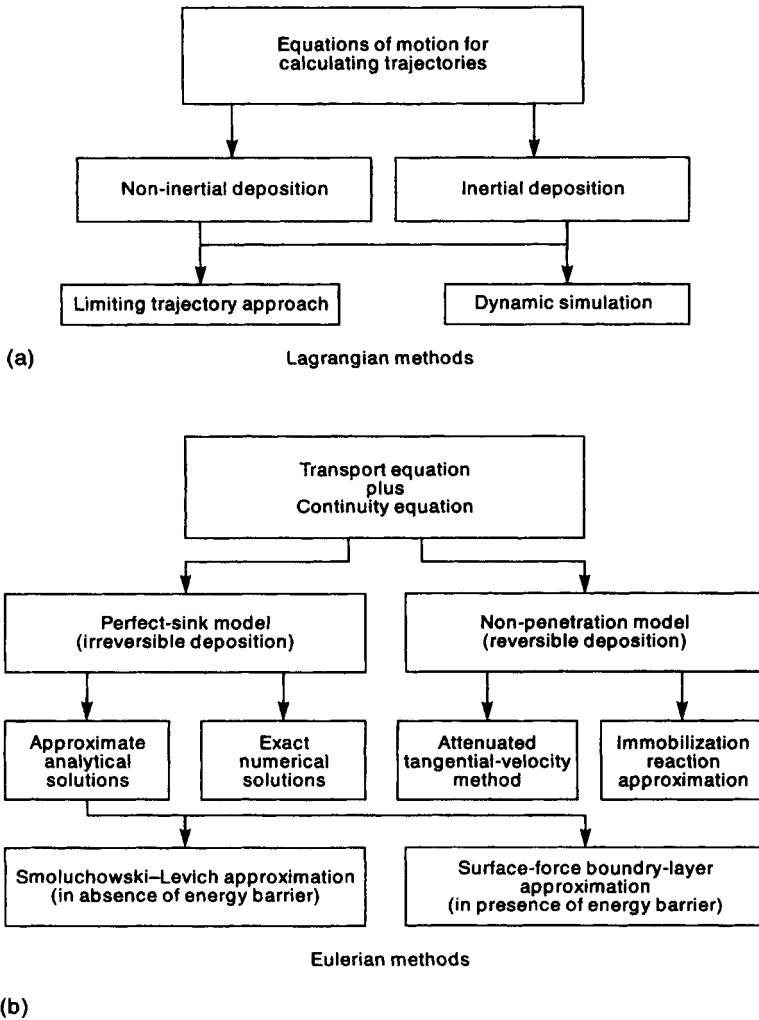 Equations of motion for
calculating trajectories
Non-inertial deposition
Inertial deposition
Limiting trajectory approach
Dynamic simulation
(a)
Lagrangian methods
Transport equation
plus
Continuity equation
Perfect-sink model
(irreversible deposition)
Non-penetration model
(reversible deposition)
Approximate
analytical
solutions
Exact
numerical
solutions
Attenuated
tangential-velocity
method
Immobilization
reaction
approximation
Smoluchowski–Levich approximation
(in absence of energy barrier)
Surface-force boundry-layer
approximation
(in presence of energy barrier)
Eulerian methods
(b)